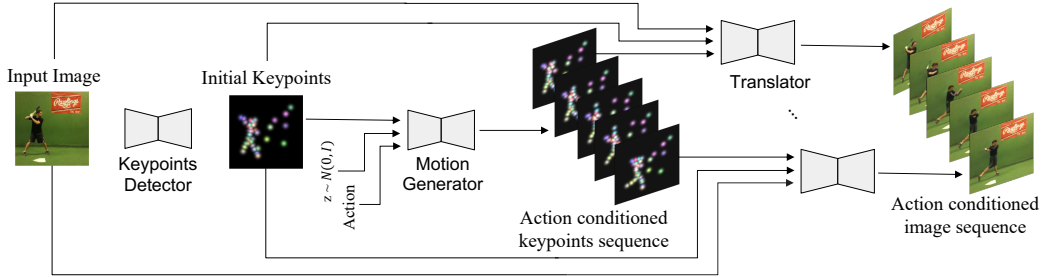 Input Image
Rawlings
Keypoints
Detector
Initial Keypoints
z ~ N(0,I)
Action
Motion
Generator
Action conditioned
keypoints sequence
Translator
⋱
Action conditioned
image sequence